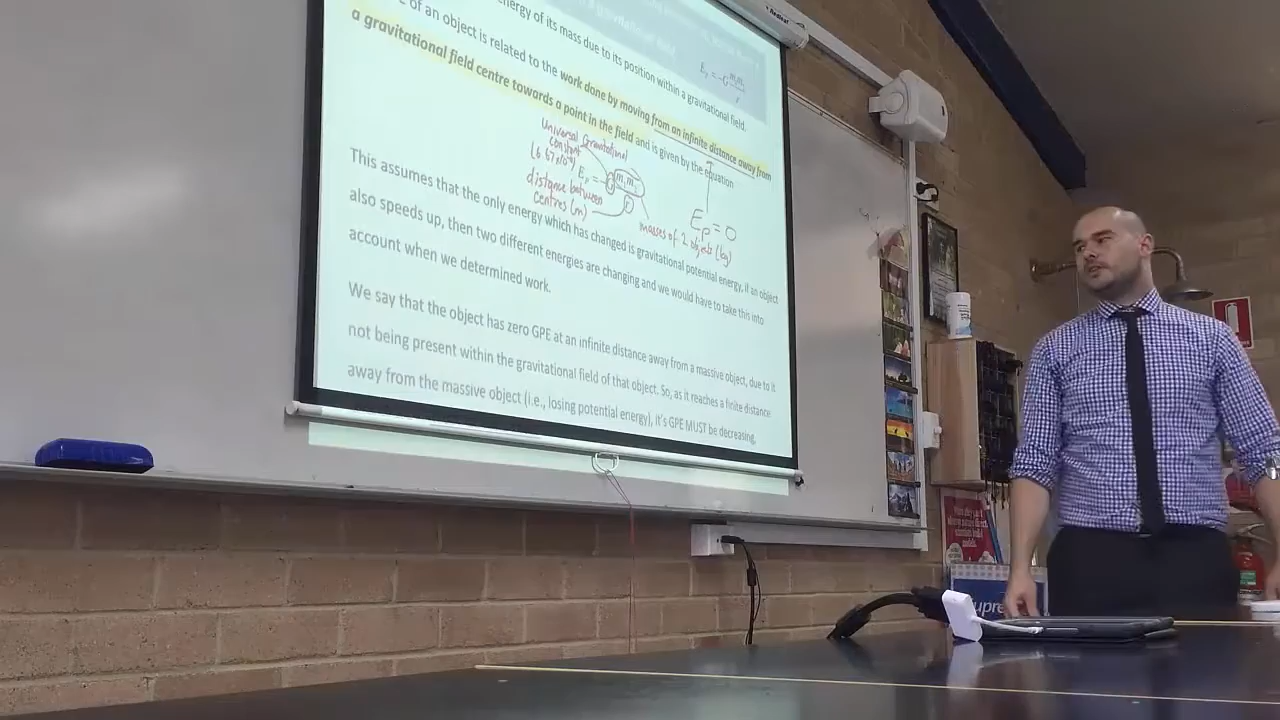 energy of its mass due to its position within a gravitational field.
of an object is related to the work done by moving from an infinite distance away from
a gravitational field centre towards a point in the field and is given by the equation
universal gravitational
constant
distance between
centres (m)
masses of 2 objects (kg)
Ep = 0
This assumes that the only energy which has changed is gravitational potential energy, if an object
also speeds up, then two different energies are changing and we would have to take this into
account when we determined work.
We say that the object has zero GPE at an infinite distance away from a massive object, due to it
not being present within the gravitational field of that object. So, as it reaches a finite distance
away from the massive object (i.e., losing potential energy), it's GPE MUST be decreasing.